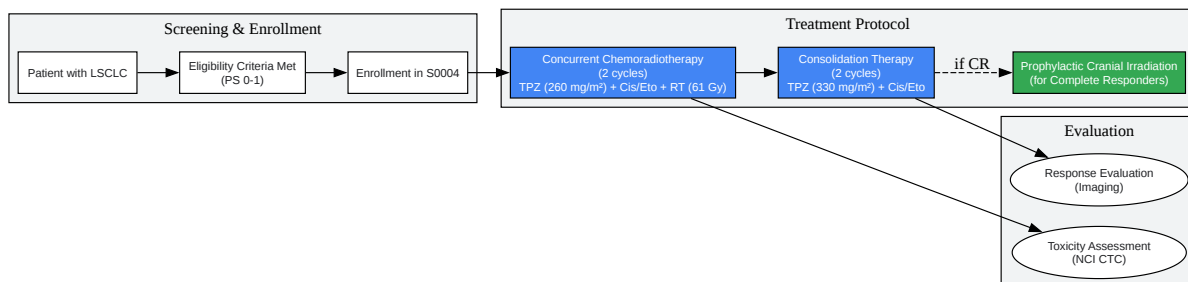 Screening & Enrollment
Patient with LSCLC
Eligibility Criteria Met
(PS 0-1)
Enrollment in S0004
Treatment Protocol
Concurrent Chemoradiotherapy
(2 cycles)
TPZ (260 mg/m²) + Cis/Eto + RT (61 Gy)
Consolidation Therapy
(2 cycles)
TPZ (330 mg/m²) + Cis/Eto
if CR
Prophylactic Cranial Irradiation
(for Complete Responders)
Evaluation
Response Evaluation
(Imaging)
Toxicity Assessment
(NCI CTC)